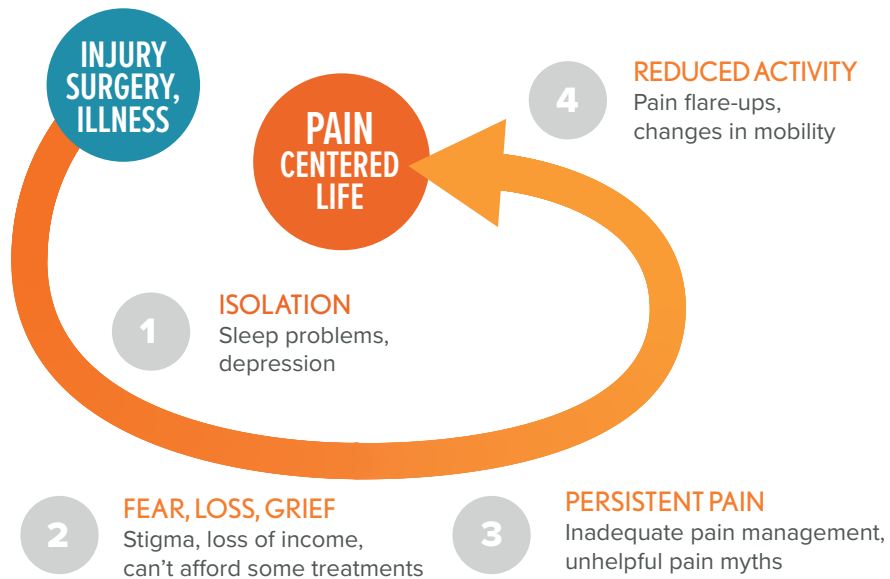 INJURY
SURGERY,
ILLNESS
PAIN
CENTERED
LIFE
1
ISOLATION
Sleep problems,
depression
2
FEAR, LOSS, GRIEF
Stigma, loss of income,
can’t afford some treatments
3
PERSISTENT PAIN
Inadequate pain management,
unhelpful pain myths
4
REDUCED ACTIVITY
Pain flare-ups,
changes in mobility